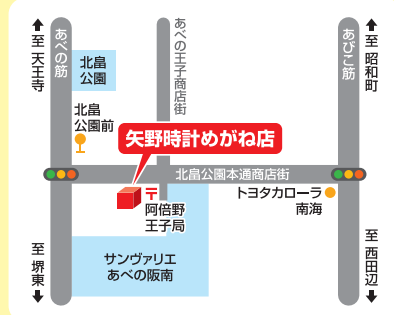 至 天王寺
あべの筋
北畠
公園
あべの王子商店街
あびこ筋
至 昭和町
北畠
公園前
矢野時計めがね店
北畠公園本通商店街
〒
阿倍野
王子局
トヨタカローラ
南海
至 堺東
サンヴァリエ
あべの阪南
至 西田辺